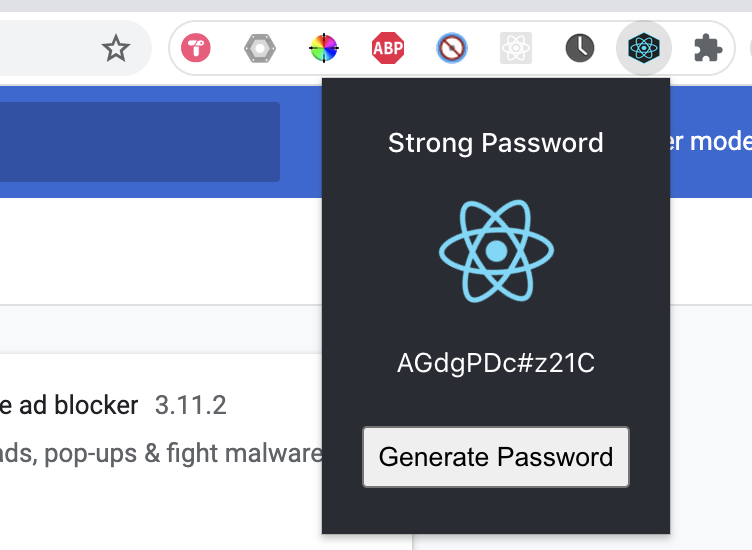 ABP
Strong Password
er mode
AGdgPDc#z21C
e ad blocker 3.11.2
ads, pop-ups & fight malware
Generate Password